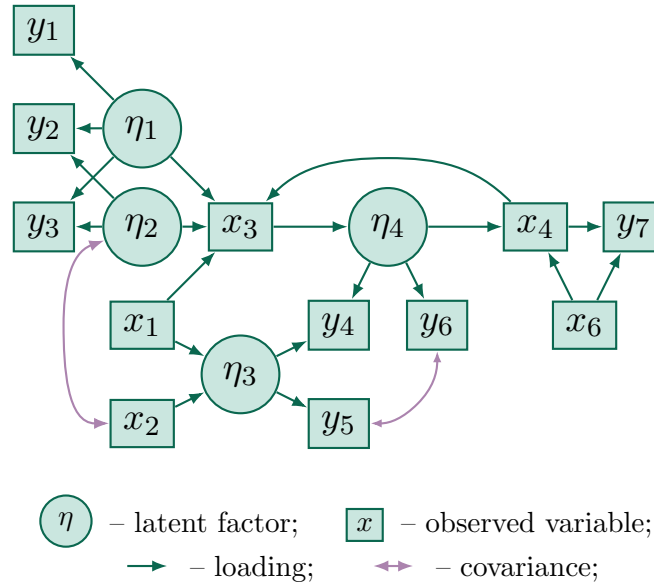 y₁
y₂ η₁
y₃ η₂ x₃ η₄ x₄ y₇
x₁ y₄ y₆ x₆
η₃
x₂ y₅
η – latent factor; x – observed variable;
– loading; – covariance;